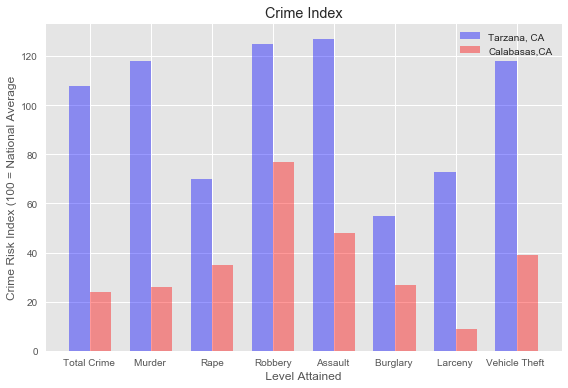 Crime Index
Tarzana, CA
Calabasas,CA
Crime Risk Index (100 = National Average
120
100
80
60
40
20
0
Total Crime Murder Rape Robbery Assault Burglary Larceny Vehicle Theft
Level Attained